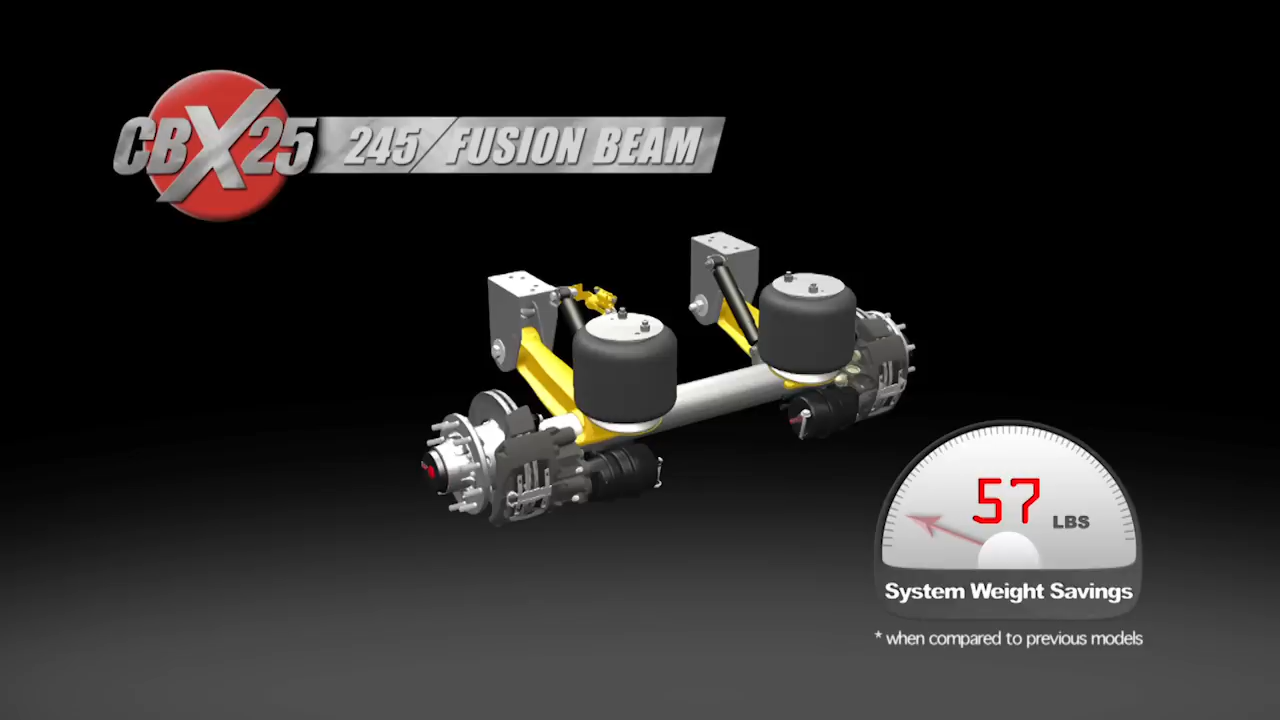 CBX25 245/FUSION BEAM
57 LBS
System Weight Savings
* when compared to previous models